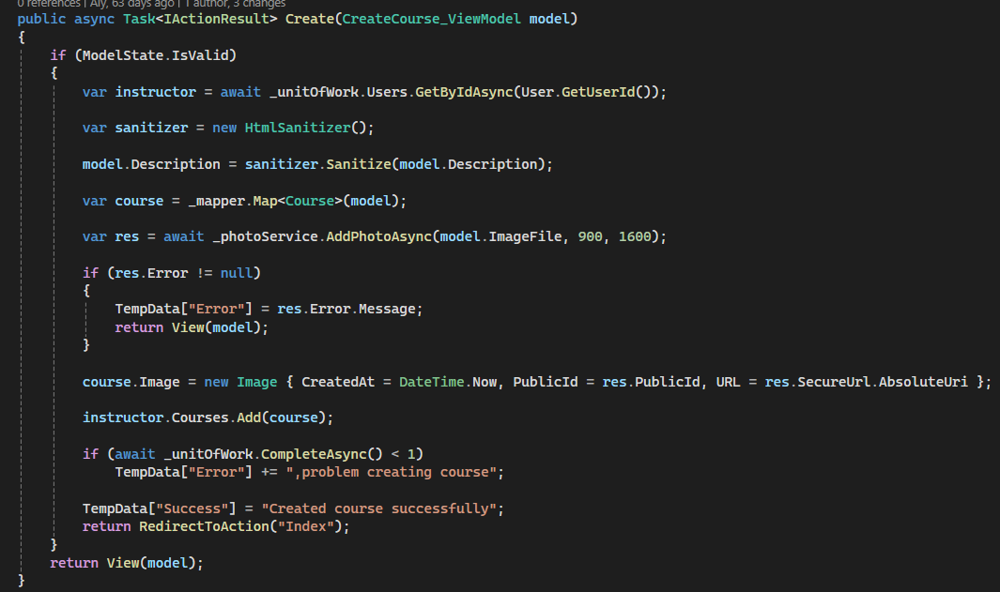 0 references | Aly, 63 days ago | 1 author, 3 changes
public async Task<IActionResult> Create(CreateCourse_ViewModel model)
{
    if (ModelState.IsValid)
    {
        var instructor = await _unitOfWork.Users.GetByIdAsync(User.GetUserId());

        var sanitizer = new HtmlSanitizer();

        model.Description = sanitizer.Sanitize(model.Description);

        var course = _mapper.Map<Course>(model);

        var res = await _photoService.AddPhotoAsync(model.ImageFile, 900, 1600);

        if (res.Error != null)
        {
            TempData["Error"] = res.Error.Message;
            return View(model);
        }

        course.Image = new Image { CreatedAt = DateTime.Now, PublicId = res.PublicId, URL = res.SecureUrl.AbsoluteUri };

        instructor.Courses.Add(course);

        if (await _unitOfWork.CompleteAsync() < 1)
            TempData["Error"] += ",problem creating course";

        TempData["Success"] = "Created course successfully";
        return RedirectToAction("Index");
    }
    return View(model);
}